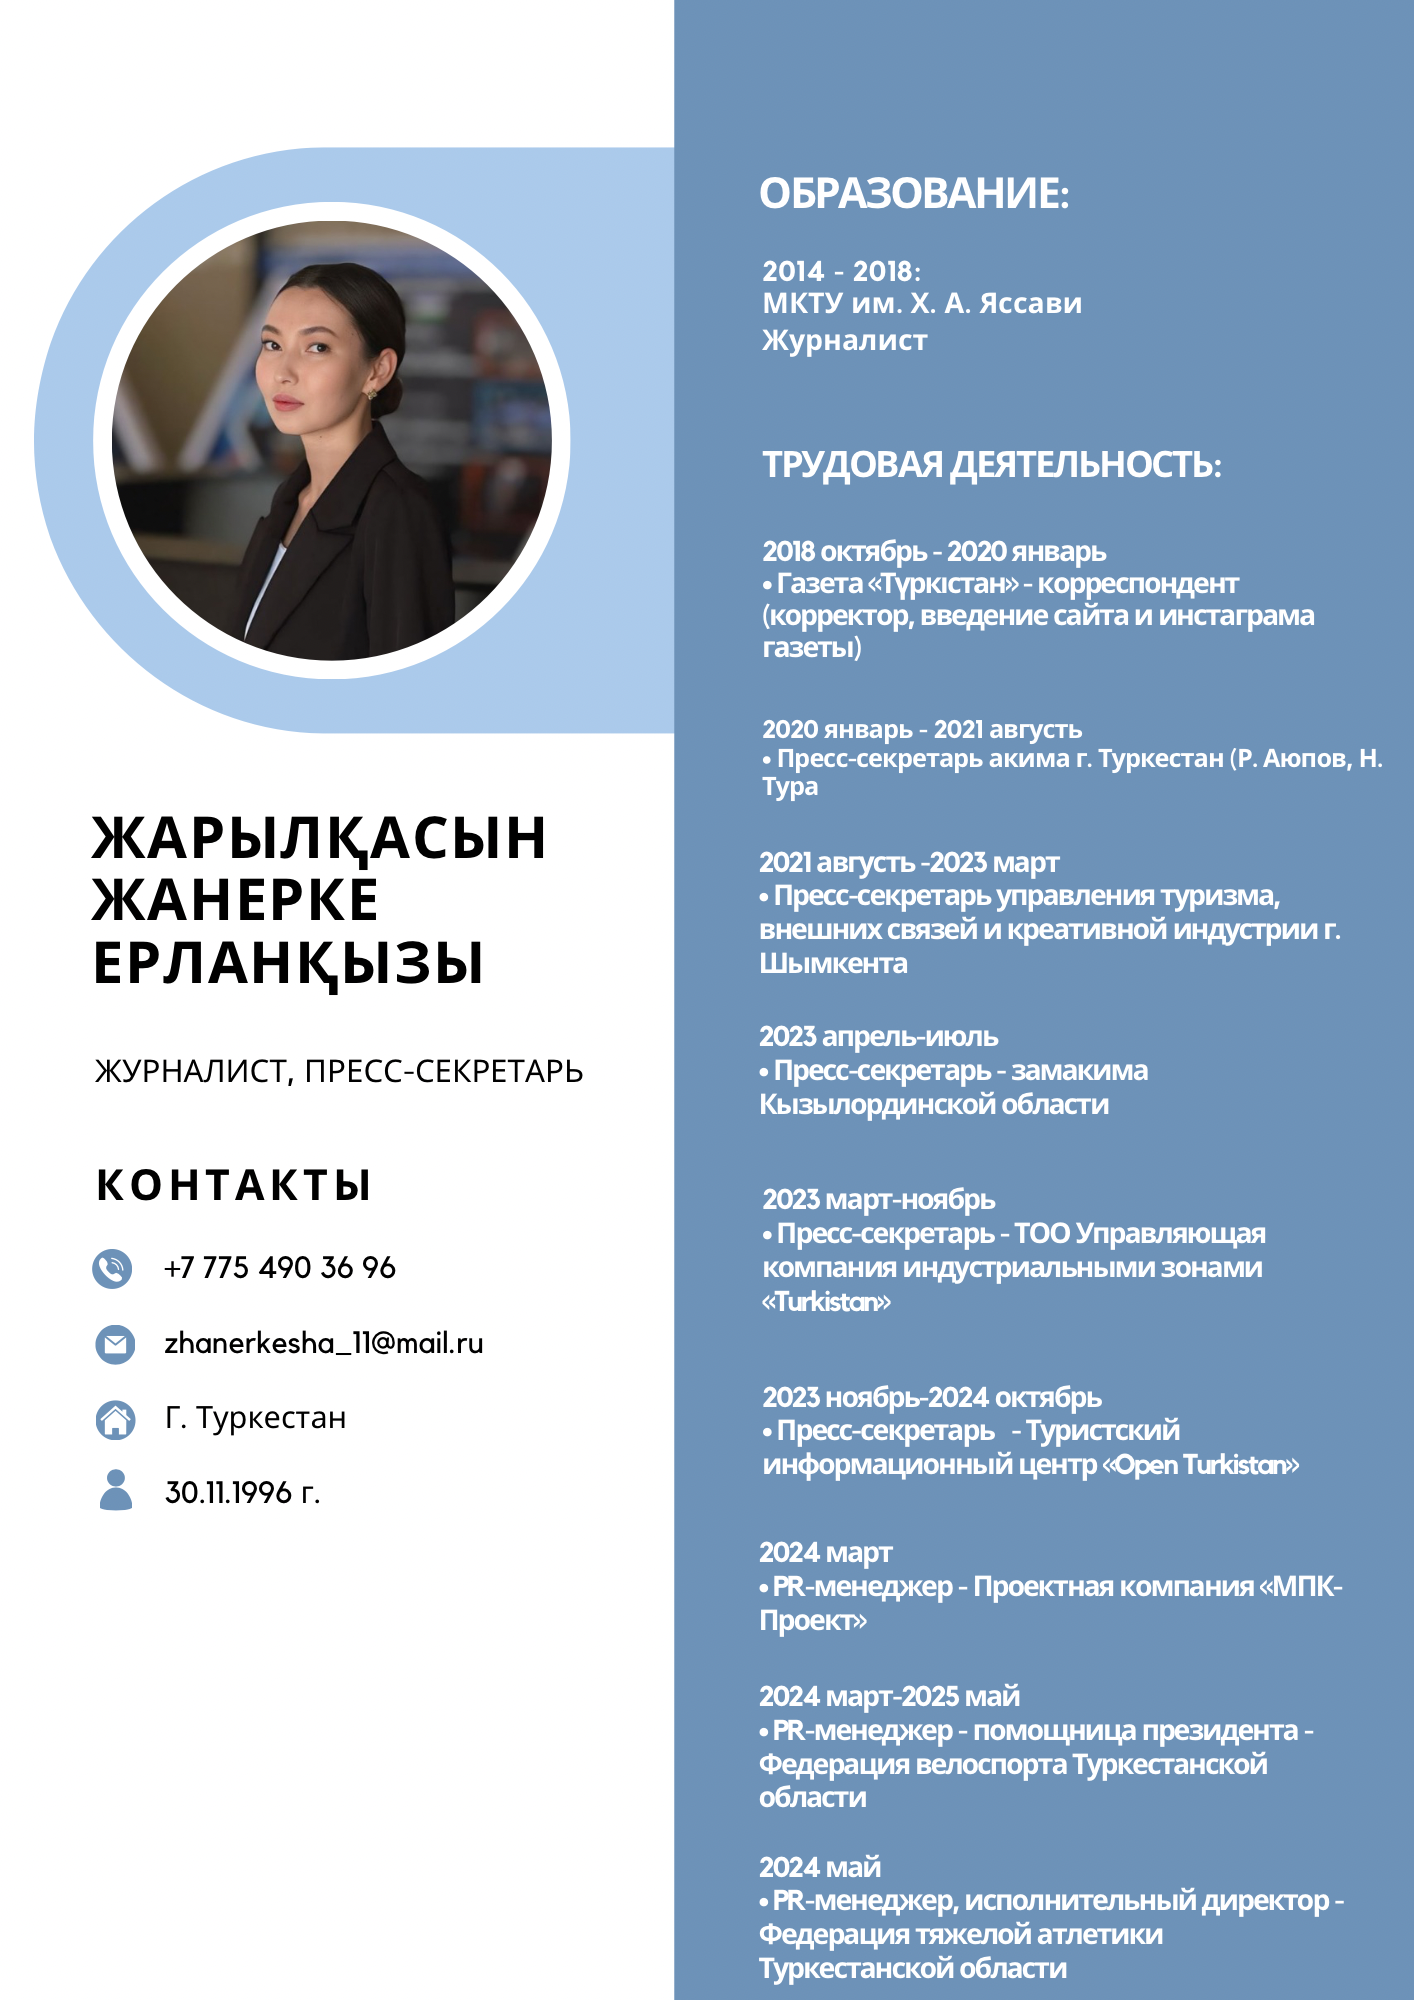 ЖАРЫЛҚАСЫН
ЖАНЕРКЕ
ЕРЛАНҚЫЗЫ
ЖУРНАЛИСТ, ПРЕСС-СЕКРЕТАРЬ
КОНТАКТЫ
+7 775 490 36 96
zhanerkesha_11@mail.ru
Г. Туркестан
30.11.1996 г.
ОБРАЗОВАНИЕ:
2014 - 2018:
МКТУ им. Х. А. Яссави
Журналист
ТРУДОВАЯ ДЕЯТЕЛЬНОСТЬ:
2018 октябрь - 2020 январь
• Газета «Түркістан» - корреспондент
(корректор, введение сайта и инстаграма
газеты)
2020 январь - 2021 августь
• Пресс-секретарь акима г. Туркестан (Р. Аюпов, Н.
Тура
2021 августь -2023 март
• Пресс-секретарь управления туризма,
внешних связей и креативной индустрии г.
Шымкента
2023 апрель-июль
• Пресс-секретарь - замакима
Кызылординской области
2023 март-ноябрь
• Пресс-секретарь - ТОО Управляющая
компания индустриальными зонами
«Turkistan»
2023 ноябрь-2024 октябрь
• Пресс-секретарь - Туристский
информационный центр «Open Turkistan»
2024 март
• PR-менеджер - Проектная компания «МПК-
Проект»
2024 март-2025 май
• PR-менеджер - помощница президента -
Федерация велоспорта Туркестанской
области
2024 май
• PR-менеджер, исполнительный директор -
Федерация тяжелой атлетики
Туркестанской области